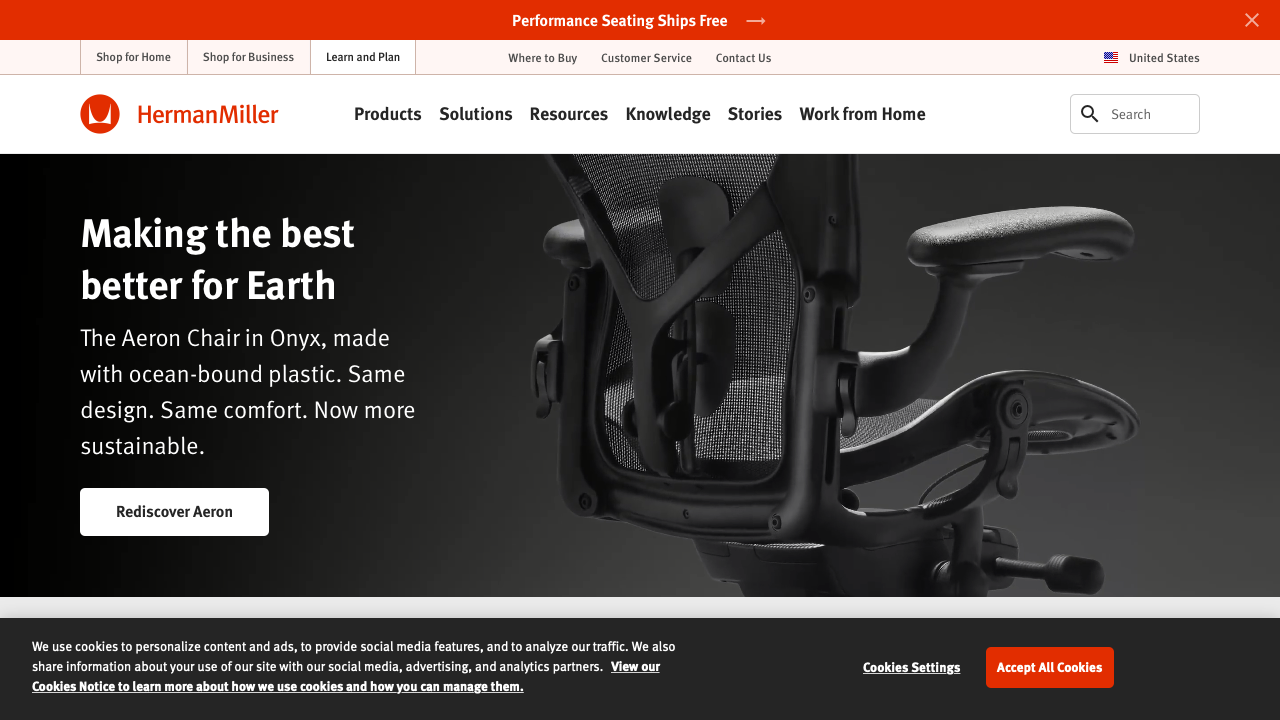 Performance Seating Ships Free
Shop for Home
Shop for Business
Learn and Plan
Where to Buy
Customer Service
Contact Us
United States
HermanMiller
Products
Solutions
Resources
Knowledge
Stories
Work from Home
Search
Making the best
better for Earth
The Aeron Chair in Onyx, made
with ocean-bound plastic. Same
design. Same comfort. Now more
sustainable.
Rediscover Aeron
We use cookies to personalize content and ads, to provide social media features, and to analyze our traffic. We also
share information about your use of our site with our social media, advertising, and analytics partners. View our
Cookies Notice to learn more about how we use cookies and how you can manage them.
Cookies Settings
Accept All Cookies